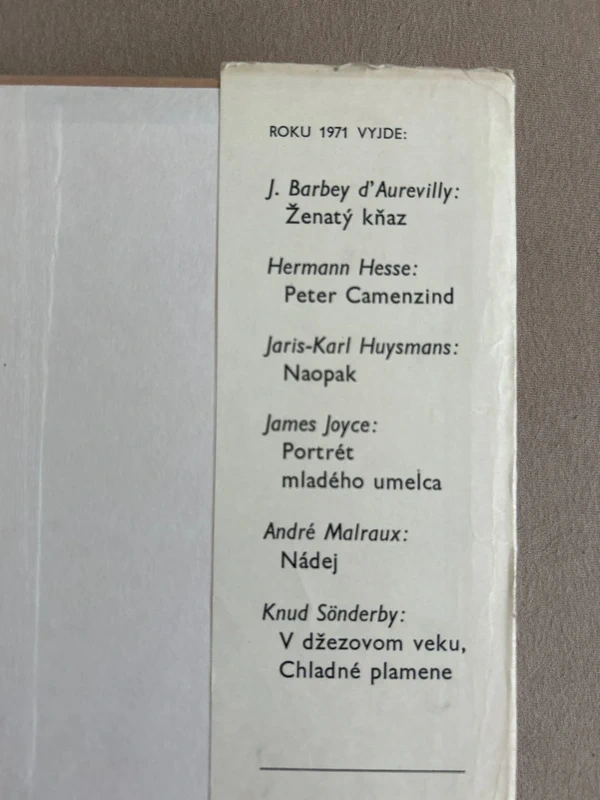 ROKU 1971 VYJDE:
J. Barbey d'Aurevilly:
Ženatý kňaz
Hermann Hesse:
Peter Camenzind
Jaris-Karl Huysmans:
Naopak
James Joyce:
Portrét
mladého umelca
André Malraux:
Nádej
Knud Sönderby:
V džezovom veku,
Chladné plamene